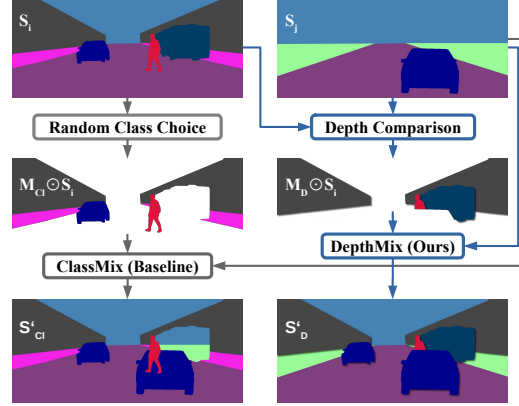 S_i S_j
Random Class Choice Depth Comparison
M_Cl⊙S_i M_D⊙S_i
ClassMix (Baseline) DepthMix (Ours)
S‘_Cl S‘_D